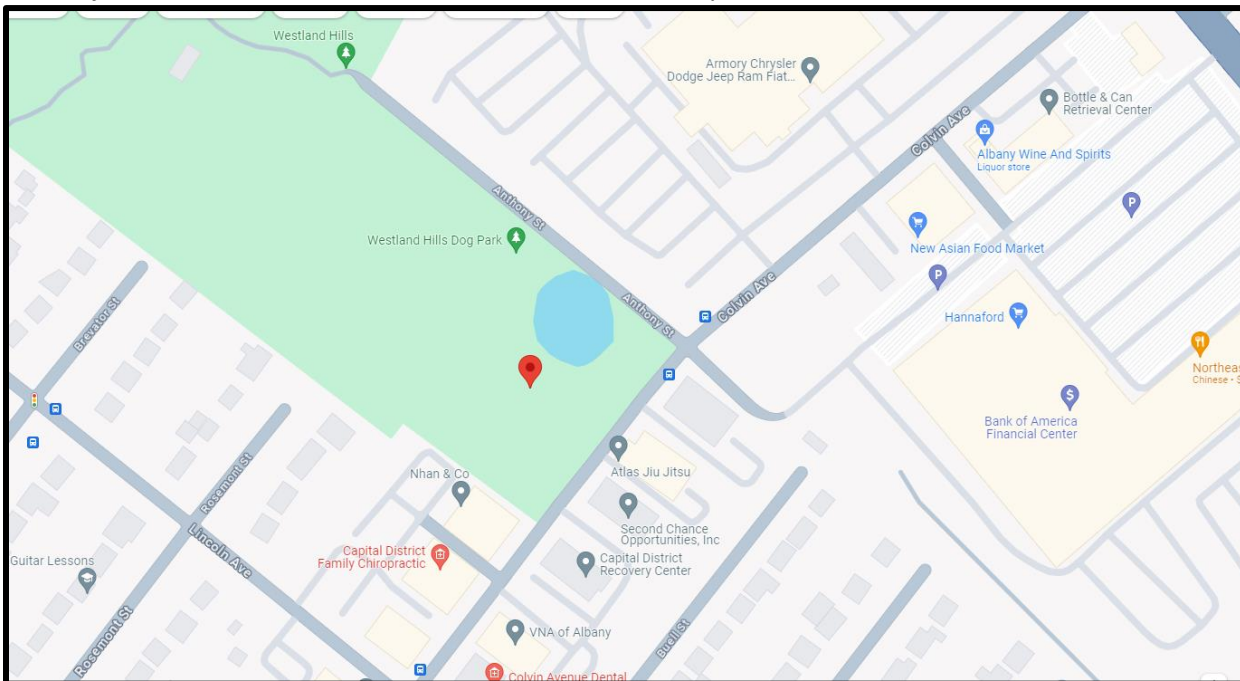 Westland Hills
Armory Chrysler
Dodge Jeep Ram Fiat...
Bottle & Can
Retrieval Center
Colvin Ave
Albany Wine And Spirits
Liquor store
P
Anthony St
Westland Hills Dog Park
New Asian Food Market
P
Colvin Ave
Anthony St
Brevator St
Hannaford
Northeas
Chinese · $
$
Bank of America
Financial Center
Nhan & Co
Atlas Jiu Jitsu
Rosemont St
Second Chance
Opportunities, Inc
Lincoln Ave
Capital District
Family Chiropractic
Capital District
Recovery Center
Guitar Lessons
Rosemont St
VNA of Albany
Buell St
Colvin Avenue Dental